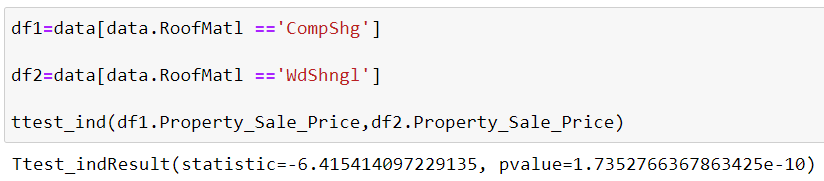 df1=data[data.RoofMatl =='CompShg']
df2=data[data.RoofMatl =='WdShngl']
ttest_ind(df1.Property_Sale_Price,df2.Property_Sale_Price)
Ttest_indResult(statistic=-6.415414097229135, pvalue=1.7352766367863425e-10)